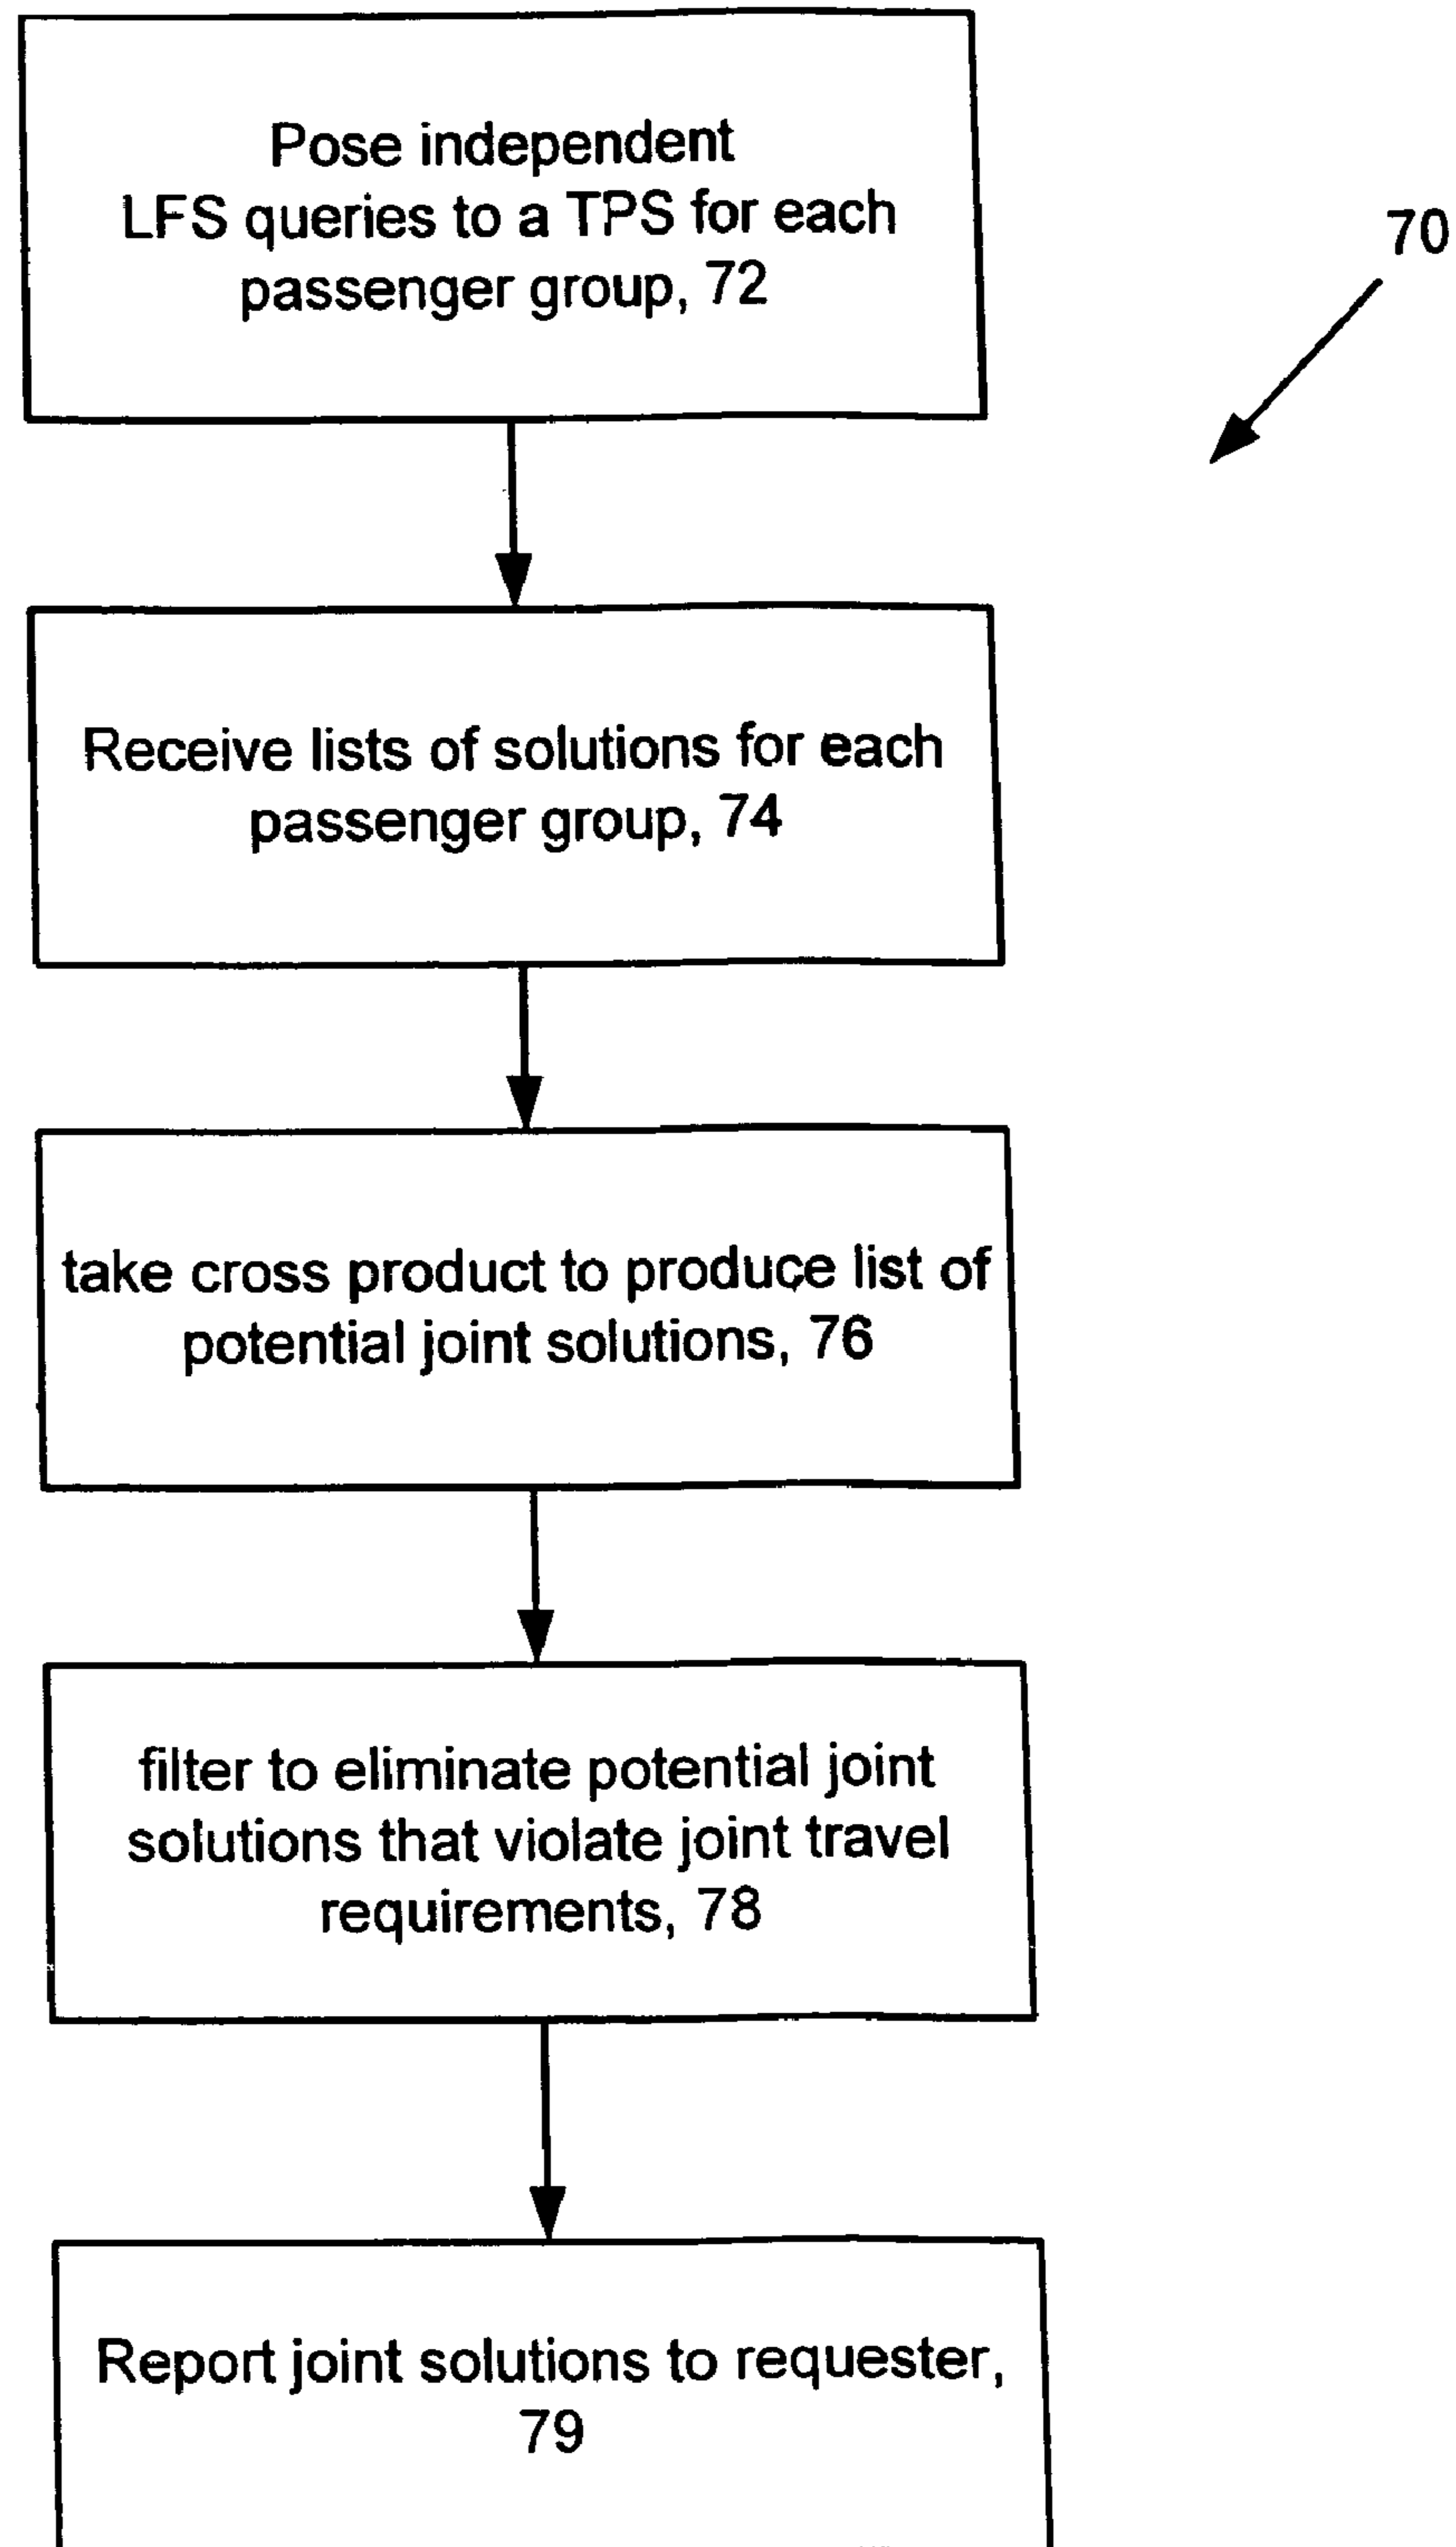 Pose independent
LFS queries to a TPS for each
passenger group, 72
70
Receive lists of solutions for each
passenger group, 74
take cross product to produce list of
potential joint solutions, 76
filter to eliminate potential joint
solutions that violate joint travel
requirements, 78
Report joint solutions to requester,
79